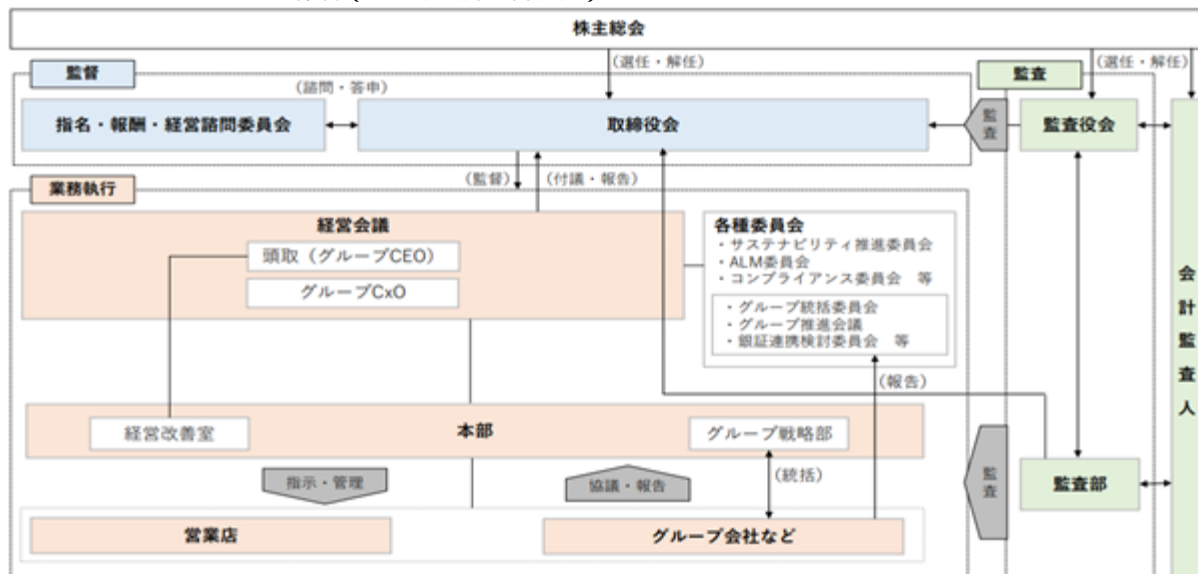 株主総会
(選任・解任)
(選任・解任)
監督
監査
(諮問・答申)
指名・報酬・経営諮問委員会
取締役会
監査
監査役会
(監督)
(付議・報告)
業務執行
経営会議
頭取(グループCEO)
グループCxO
各種委員会
・サステナビリティ推進委員会
・ALM委員会
・コンプライアンス委員会 等
・グループ統括委員会
・グループ推進会議
・銀証連携検討委員会 等
会計監査人
(報告)
経営改善室
本部
グループ戦略部
指示・管理
協議・報告
(統括)
監査
監査部
営業店
グループ会社など